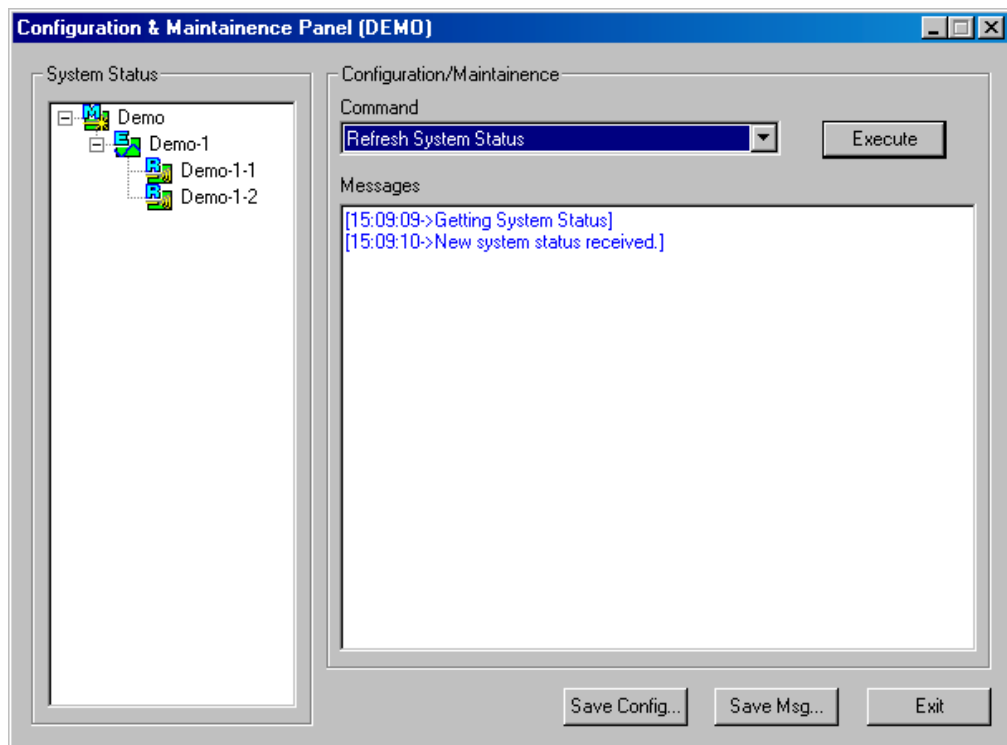 Configuration & Maintainence Panel (DEMO)
System Status
M Demo
E Demo-1
R Demo-1-1
R Demo-1-2
Configuration/Maintainence
Command
Refresh System Status
Execute
Messages
[15:09:09->Getting System Status]
[15:09:10->New system status received.]
Save Config...
Save Msg...
Exit